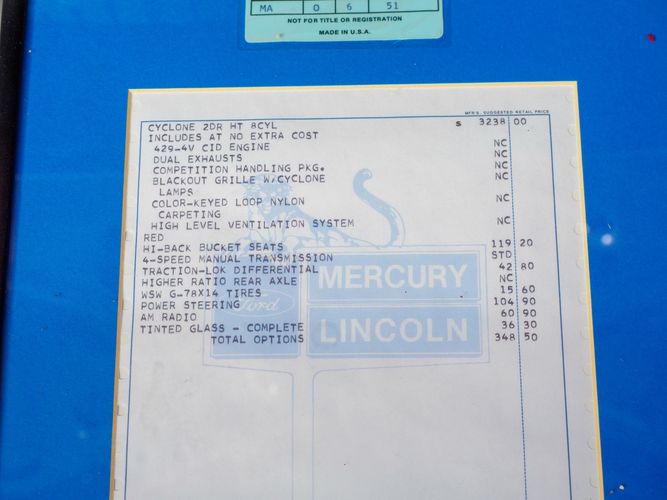 MA O 6 51
NOT FOR TITLE OR REGISTRATION
MADE IN U.S.A.
MFR'S. SUGGESTED RETAIL PRICE
CYCLONE 2DR HT 8CYL S 3238 00
INCLUDES AT NO EXTRA COST
429-4V CID ENGINE NC
DUAL EXHAUSTS NC
COMPETITION HANDLING PKG. NC
BLACKOUT GRILLE W/CYCLONE NC
LAMPS
COLOR-KEYED LOOP NYLON NC
CARPETING
HIGH LEVEL VENTILATION SYSTEM NC
RED
HI-BACK BUCKET SEATS 119 20
4-SPEED MANUAL TRANSMISSION STD
TRACTION-LOK DIFFERENTIAL 42 80
HIGHER RATIO REAR AXLE NC
WSW G-78X14 TIRES 15 60
POWER STEERING 104 90
AM RADIO 60 90
TINTED GLASS - COMPLETE 36 30
TOTAL OPTIONS 348 50
Ford
MERCURY
LINCOLN